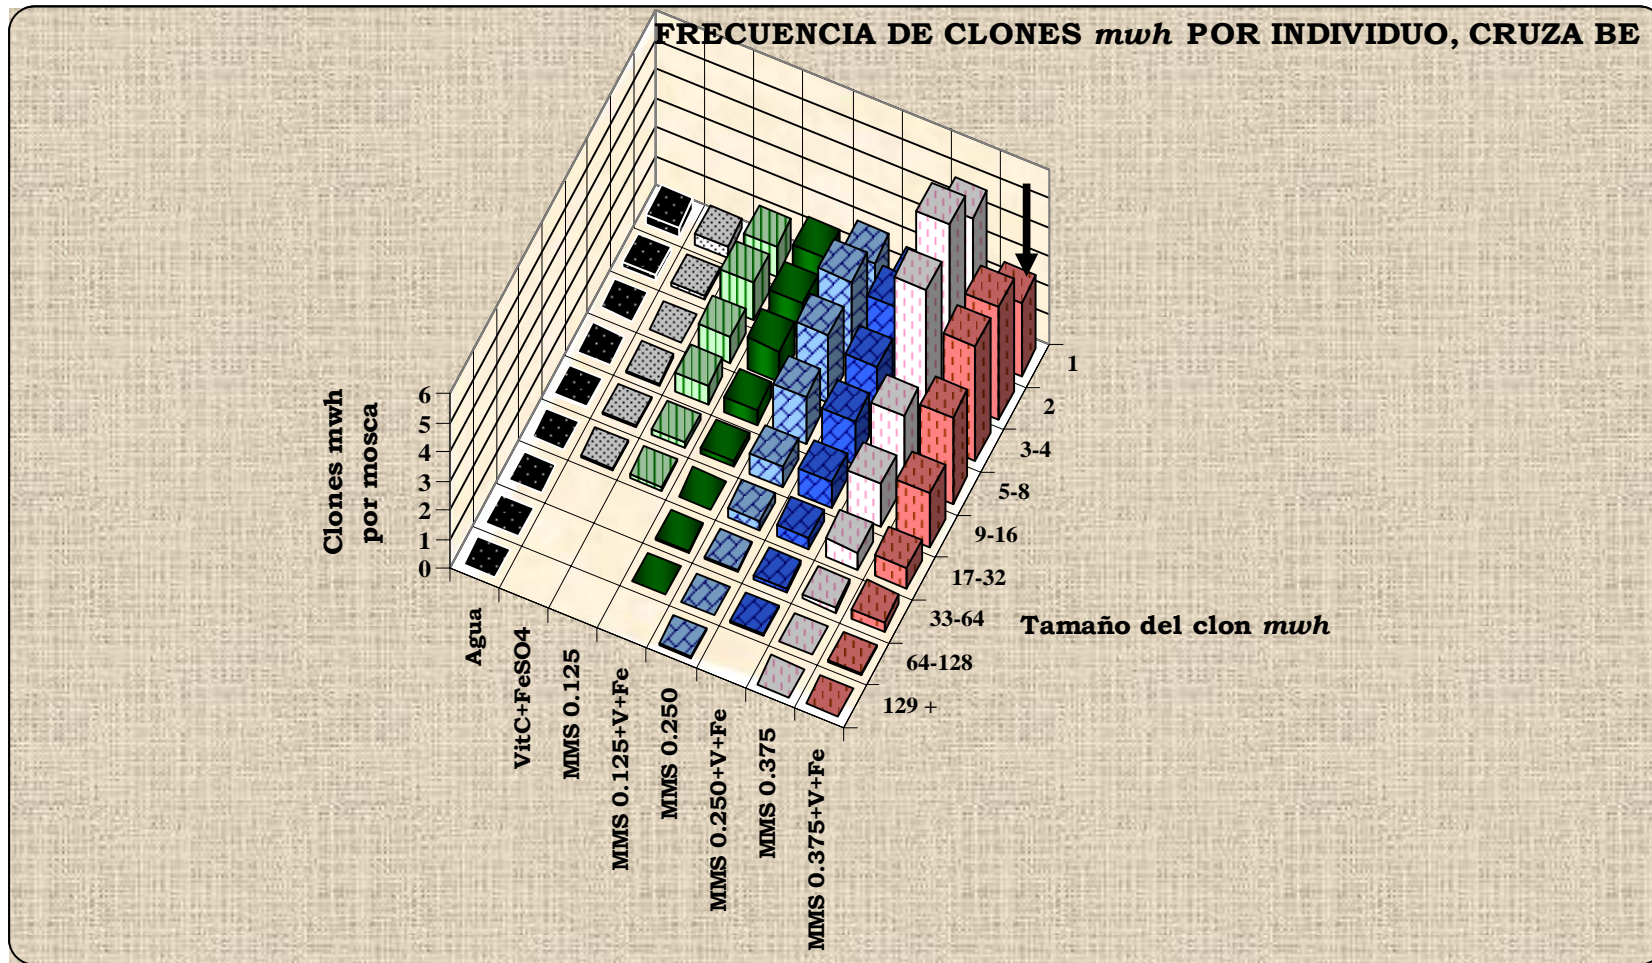 FRECUENCIA DE CLONES mwh POR INDIVIDUO, CRUZA BE
Clones mwh
por mosca
6
5
4
3
2
1
0
Agua
VitC+FeSO4
MMS 0.125
MMS 0.125+V+Fe
MMS 0.250
MMS 0.250+V+Fe
MMS 0.375
MMS 0.375+V+Fe
1
2
3-4
5-8
9-16
17-32
33-64
64-128
129 +
Tamaño del clon mwh